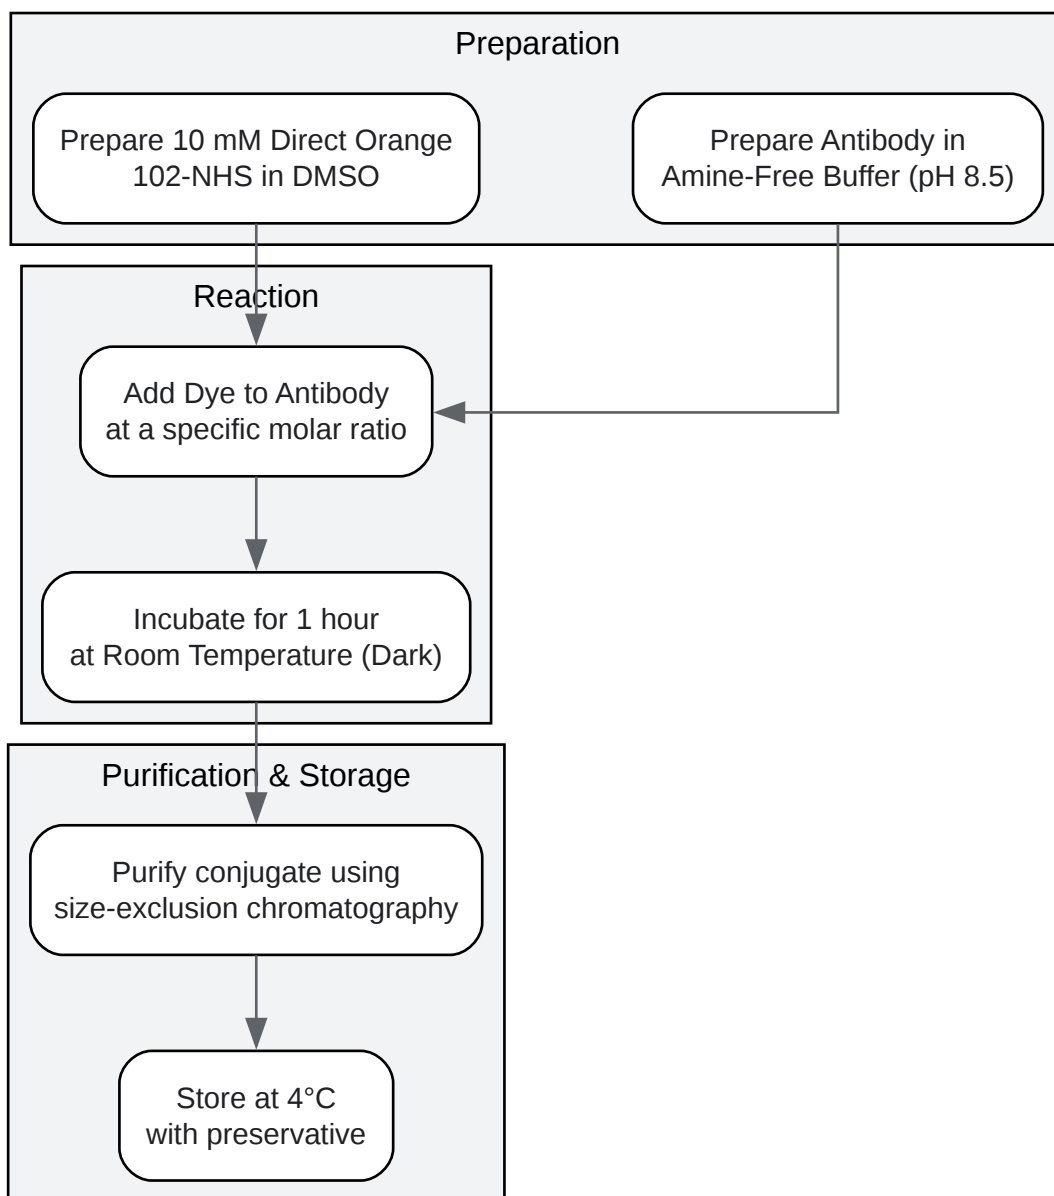 Preparation
Prepare 10 mM Direct Orange
102-NHS in DMSO
Prepare Antibody in
Amine-Free Buffer (pH 8.5)
Reaction
Add Dye to Antibody
at a specific molar ratio
Incubate for 1 hour
at Room Temperature (Dark)
Purification & Storage
Purify conjugate using
size-exclusion chromatography
Store at 4°C
with preservative